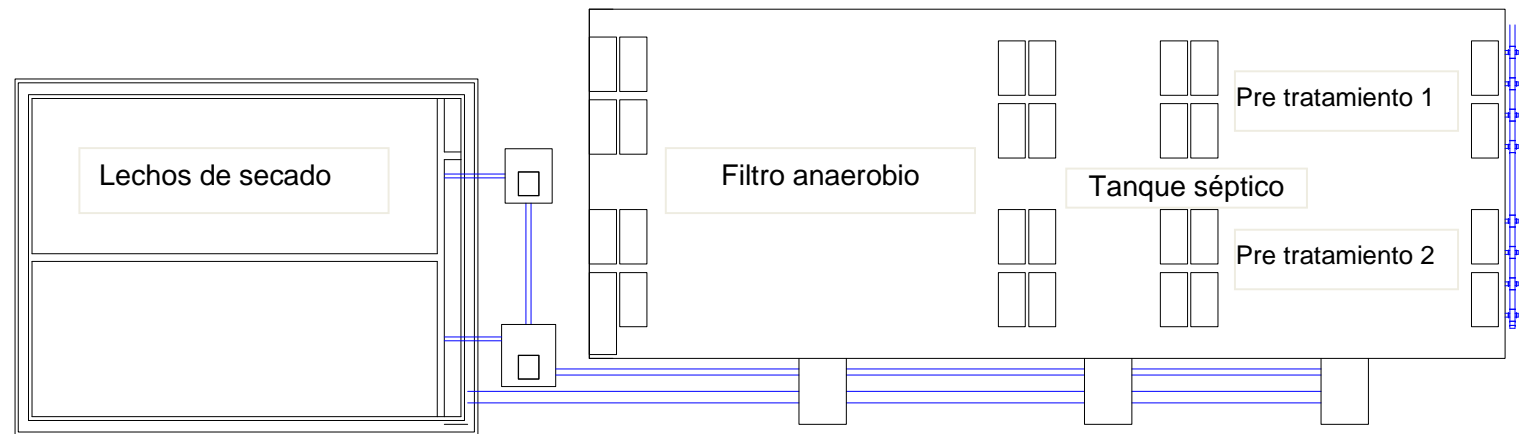 Pre tratamiento 1
Lechos de secado
Filtro anaerobio
Tanque séptico
Pre tratamiento 2